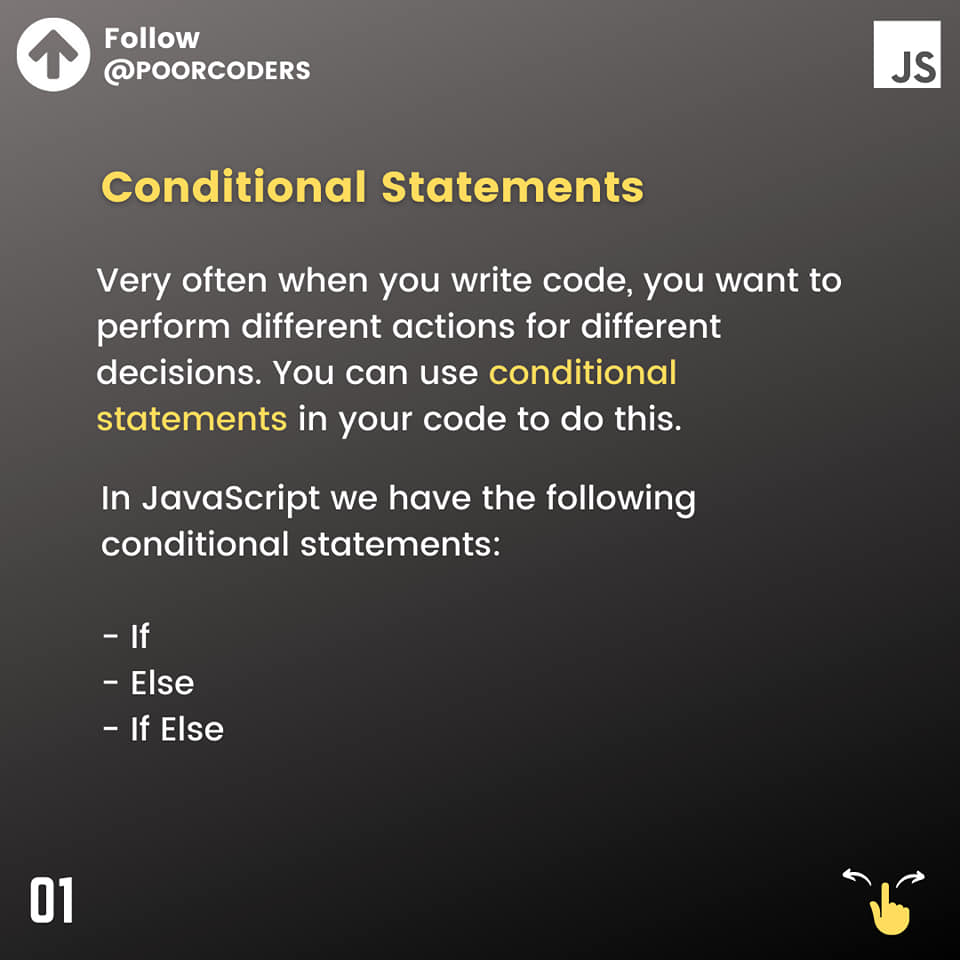 Follow
@POORCODERS
JS
Conditional Statements
Very often when you write code, you want to
perform different actions for different
decisions. You can use conditional
statements in your code to do this.
In JavaScript we have the following
conditional statements:
- If
- Else
- If Else
01